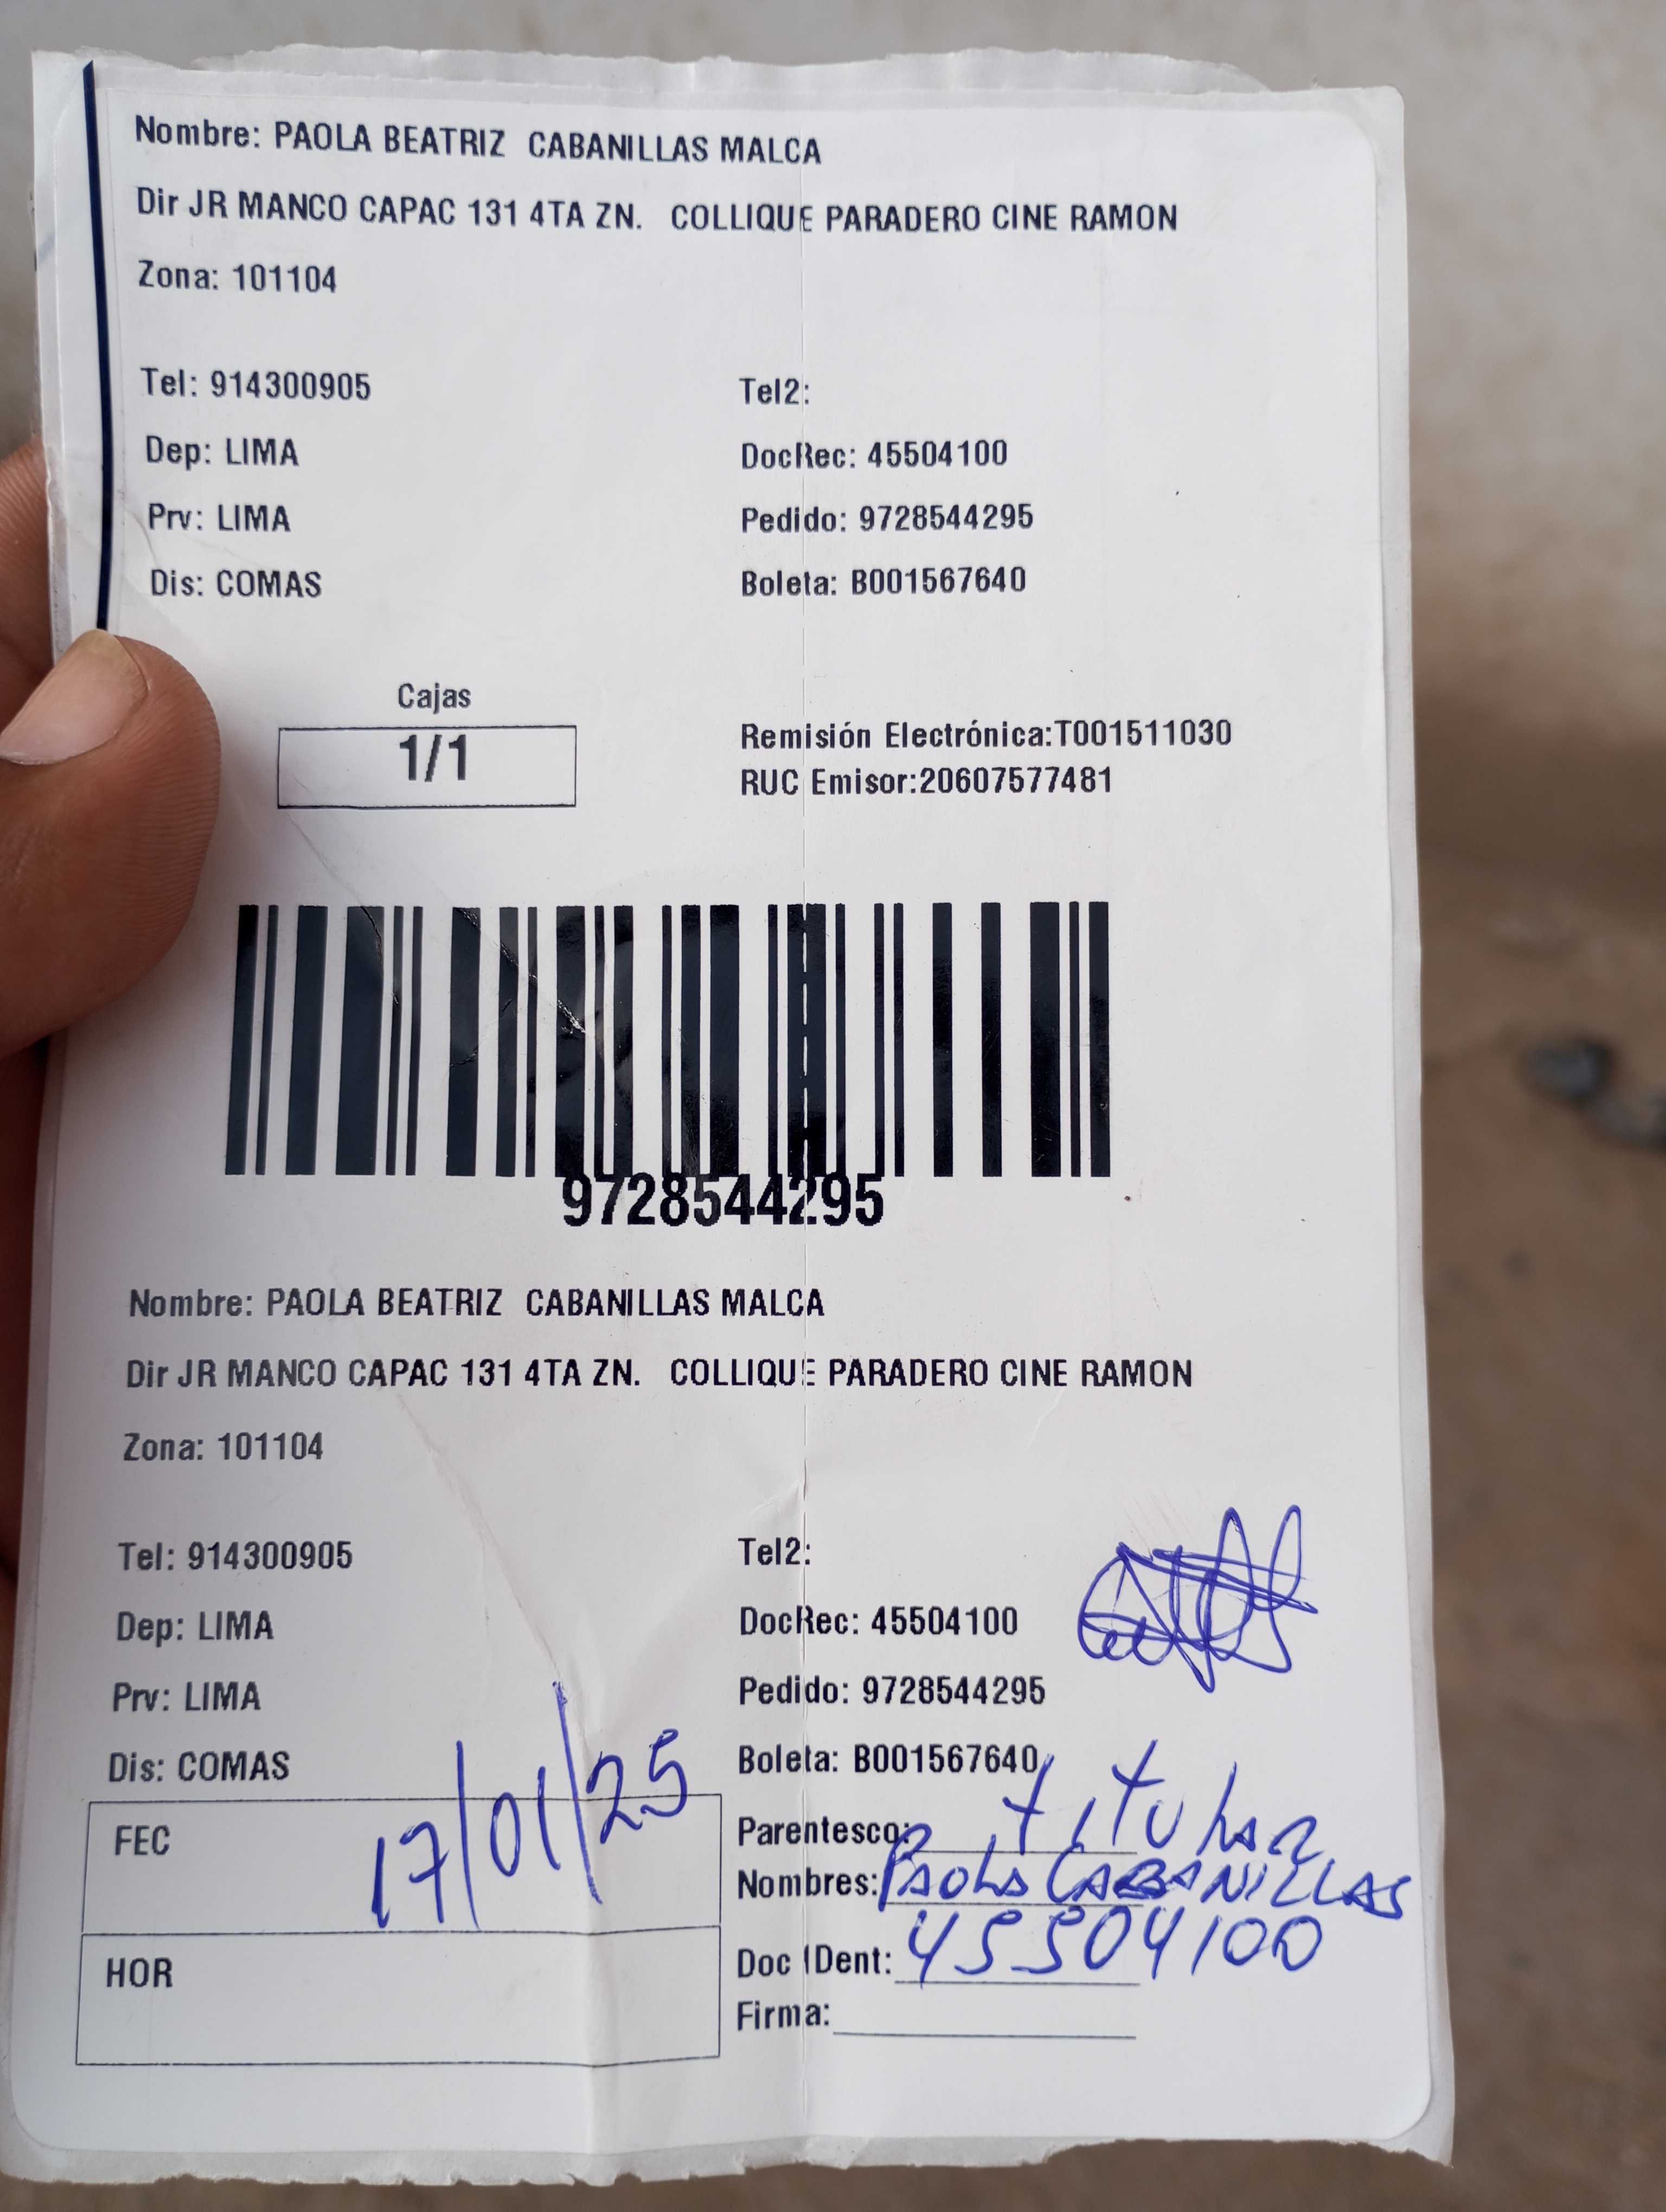 Nombre: PAOLA BEATRIZ CABANILLAS MALCA
Dir JR MANCO CAPAC 131 4TA ZN. COLLIQUE PARADERO CINE RAMON
Zona: 101104
Tel: 914300905 Tel2:
Dep: LIMA DocRec: 45504100
Prv: LIMA Pedido: 9728544295
Dis: COMAS Boleta: B001567640
Cajas
1/1
Remisión Electrónica:T001511030
RUC Emisor:20607577481
9728544295
Nombre: PAOLA BEATRIZ CABANILLAS MALCA
Dir JR MANCO CAPAC 131 4TA ZN. COLLIQUE PARADERO CINE RAMON
Zona: 101104
Tel: 914300905 Tel2:
Dep: LIMA DocRec: 45504100
Prv: LIMA Pedido: 9728544295
Dis: COMAS Boleta: B001567640
FEC 17/01/25
HOR
Parentesco: titular
Nombres: PAOLA CABANILLAS
Doc IDent: 45504100
Firma: